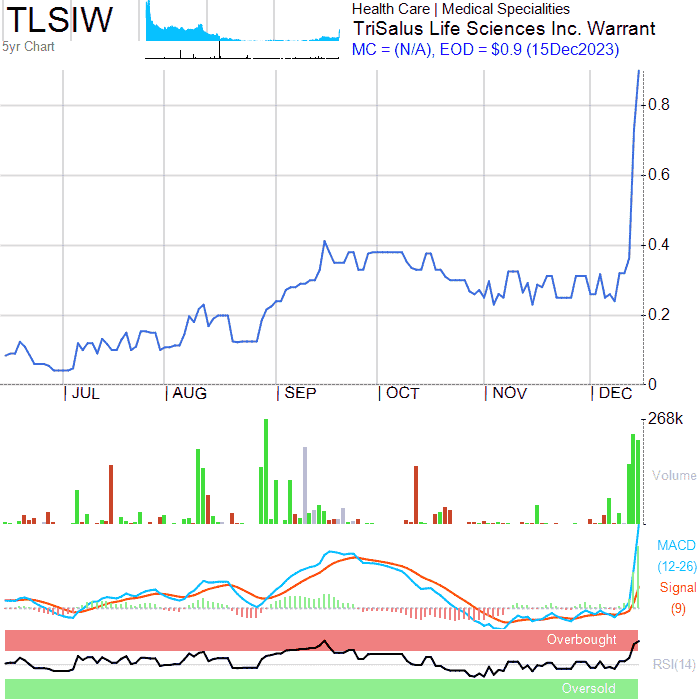 TLSIW
5yr Chart
Health Care | Medical Specialities
TriSalus Life Sciences Inc. Warrant
MC = (N/A), EOD = $0.9 (15Dec2023)
0.8
0.6
0.4
0.2
0
JUL AUG SEP OCT NOV DEC
268k
Volume
MACD
(12-26)
Signal
(9)
Overbought
RSI(14)
Oversold